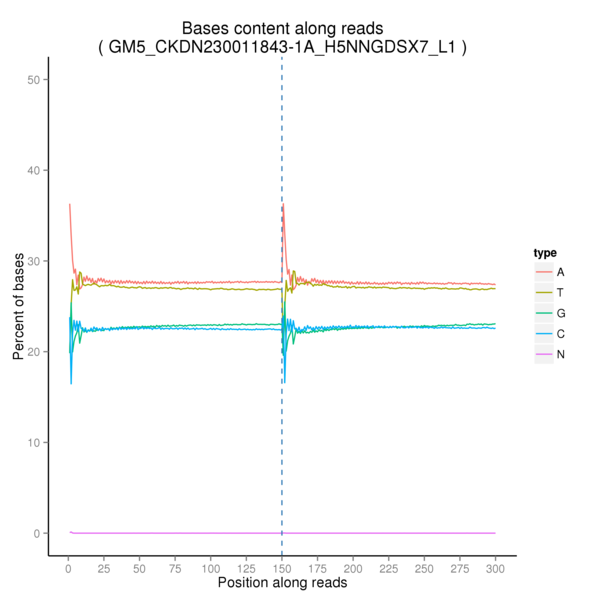 Bases content along reads
( GM5_CKDN230011843-1A_H5NNGDSX7_L1 )
50
40
30
20
10
0
Percent of bases
0 25 50 75 100 125 150 175 200 225 250 275 300
Position along reads
type
A
T
G
C
N